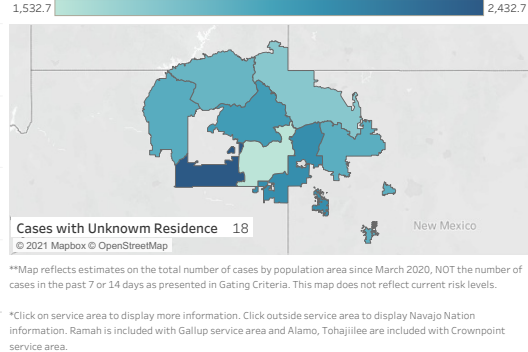 1,532.7 2,432.7
New Mexico
Cases with Unknowm Residence 18
© 2021 Mapbox © OpenStreetMap
**Map reflects estimates on the total number of cases by population area since March 2020, NOT the number of
cases in the past 7 or 14 days as presented in Gating Criteria. This map does not reflect current risk levels.
*Click on service area to display more information. Click outside service area to display Navajo Nation
information. Ramah is included with Gallup service area and Alamo, Tohajiilee are included with Crownpoint
service area.